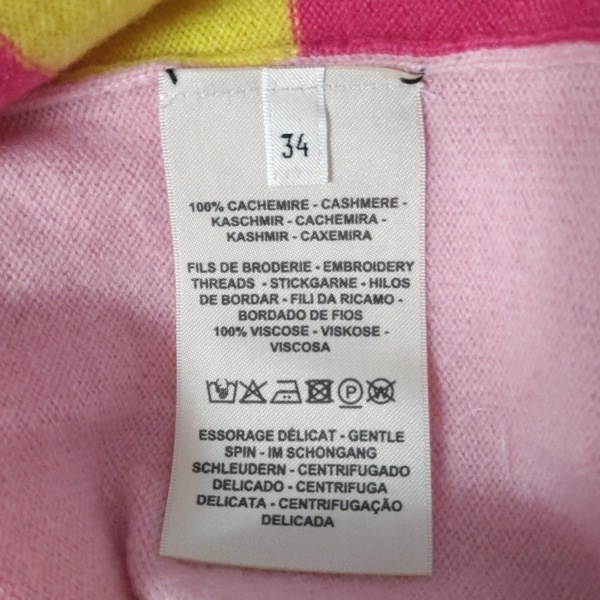 34
100% CACHEMIRE - CASHMERE -
KASCHMIR - CACHEMIRA -
KASHMIR - CAXEMIRA
FILS DE BRODERIE - EMBROIDERY
THREADS - STICKGARNE - HILOS
DE BORDAR - FILI DA RICAMO -
BORDADO DE FIOS
100% VISCOSE - VISKOSE -
VISCOSA
P W
ESSORAGE DÉLICAT - GENTLE
SPIN - IM SCHONGANG
SCHLEUDERN - CENTRIFUGADO
DELICADO - CENTRIFUGA
DELICATA - CENTRIFUGAÇÃO
DELICADA